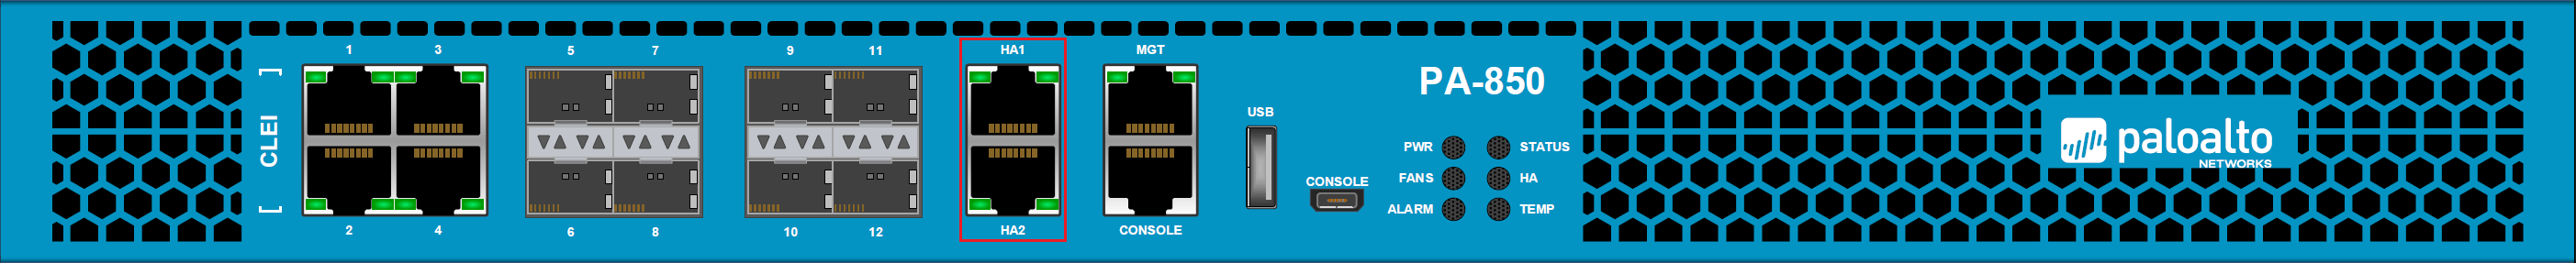 CLEI
1 3
2 4
5 7
6 8
9 11
10 12
HA1
HA2
MGT
CONSOLE
USB
CONSOLE
PA-850
PWR STATUS
FANS HA
ALARM TEMP
paloalto
NETWORKS